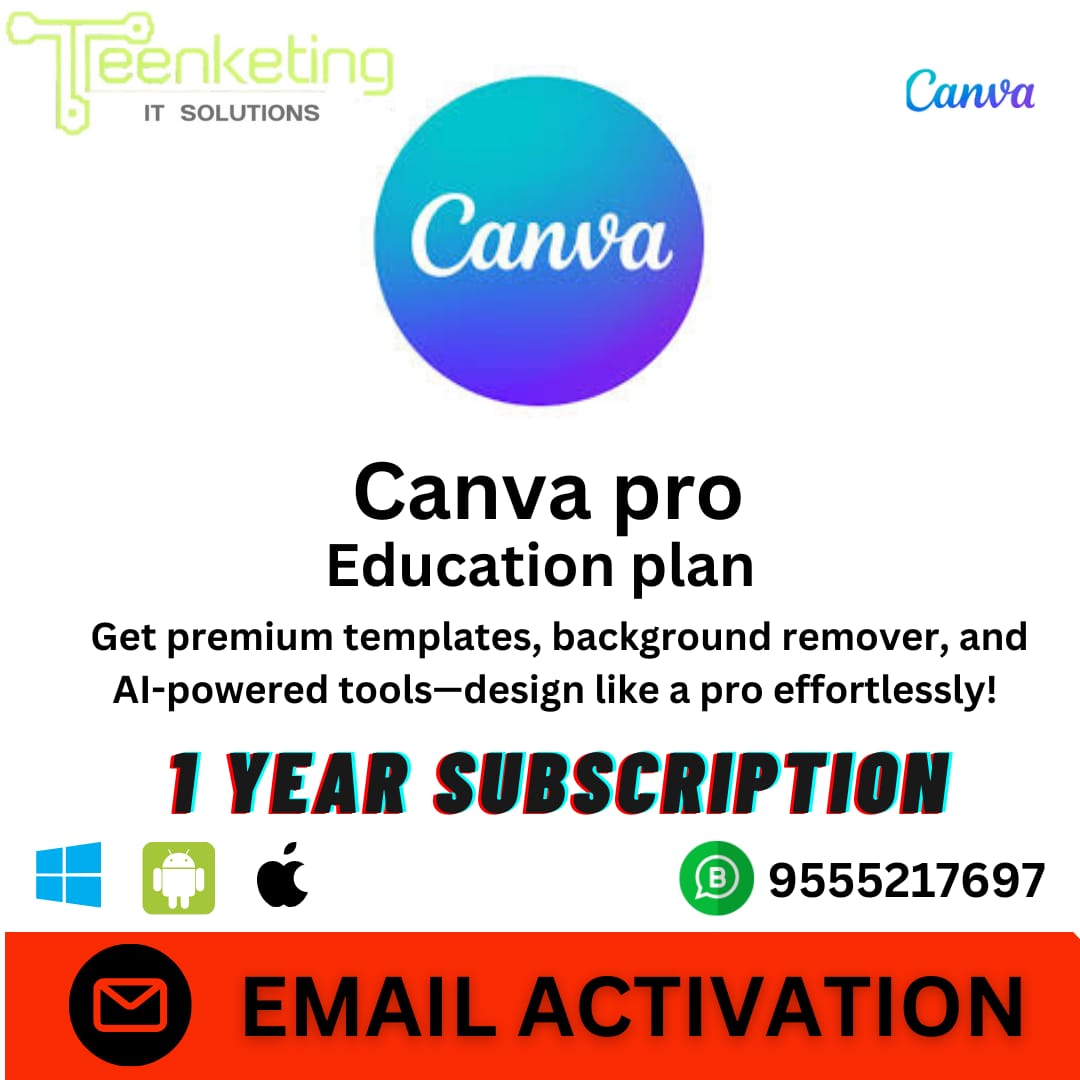 Teenketing
IT SOLUTIONS
Canva
Canva
Canva pro
Education plan
Get premium templates, background remover, and
AI-powered tools—design like a pro effortlessly!
1 YEAR SUBSCRIPTION
B
9555217697
EMAIL ACTIVATION